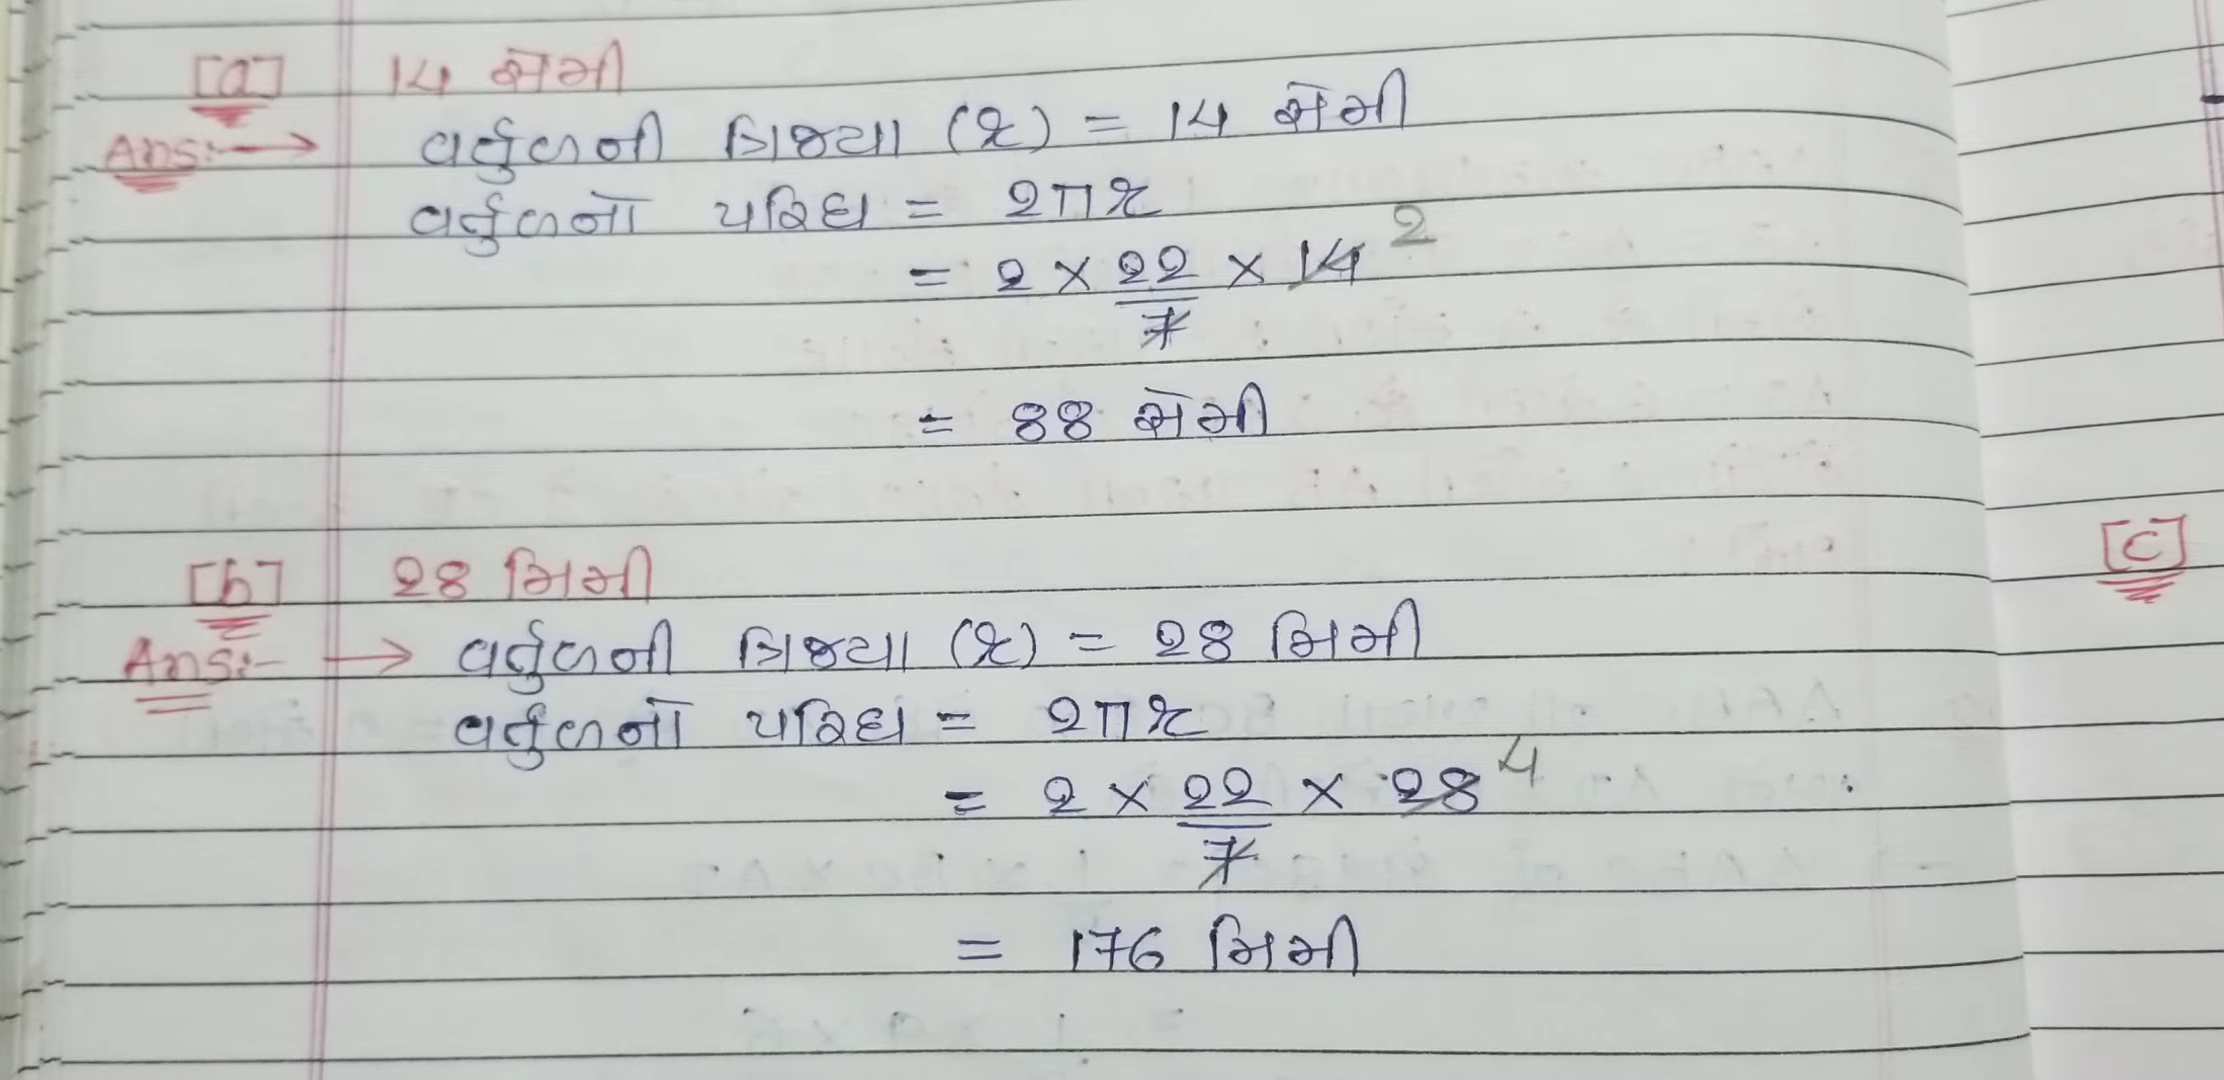 [a] 14 સેમી
Ans:→ વર્તુળની ત્રિજ્યા (r) = 14 સેમી
વર્તુળનો પરિઘ = 2πr
= 2 × 22/7 × 14 2
= 88 સેમી
[b] 28 મિમી
Ans:- → વર્તુળની ત્રિજ્યા (r) = 28 મિમી
વર્તુળનો પરિઘ = 2πr
= 2 × 22/7 × 28 4
= 176 મિમી
[c]